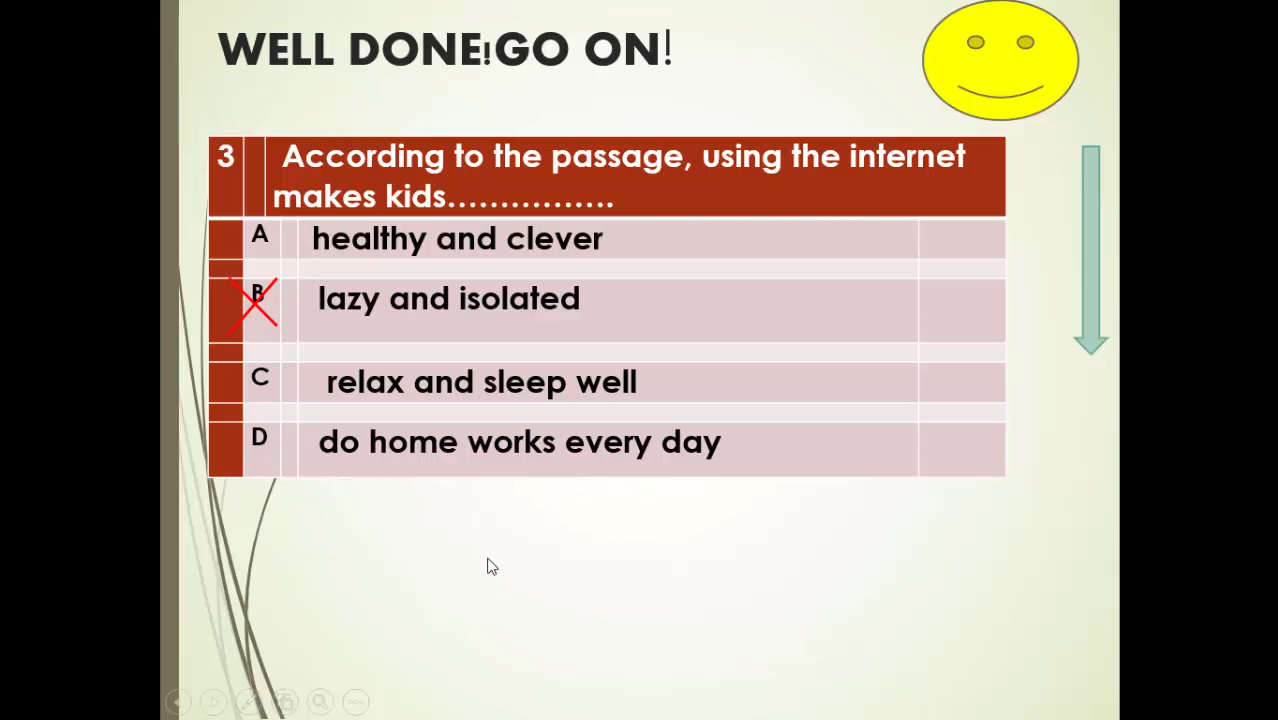 WELL DONE!GO ON!
3 According to the passage, using the internet
makes kids................
A healthy and clever
B lazy and isolated
C relax and sleep well
D do home works every day